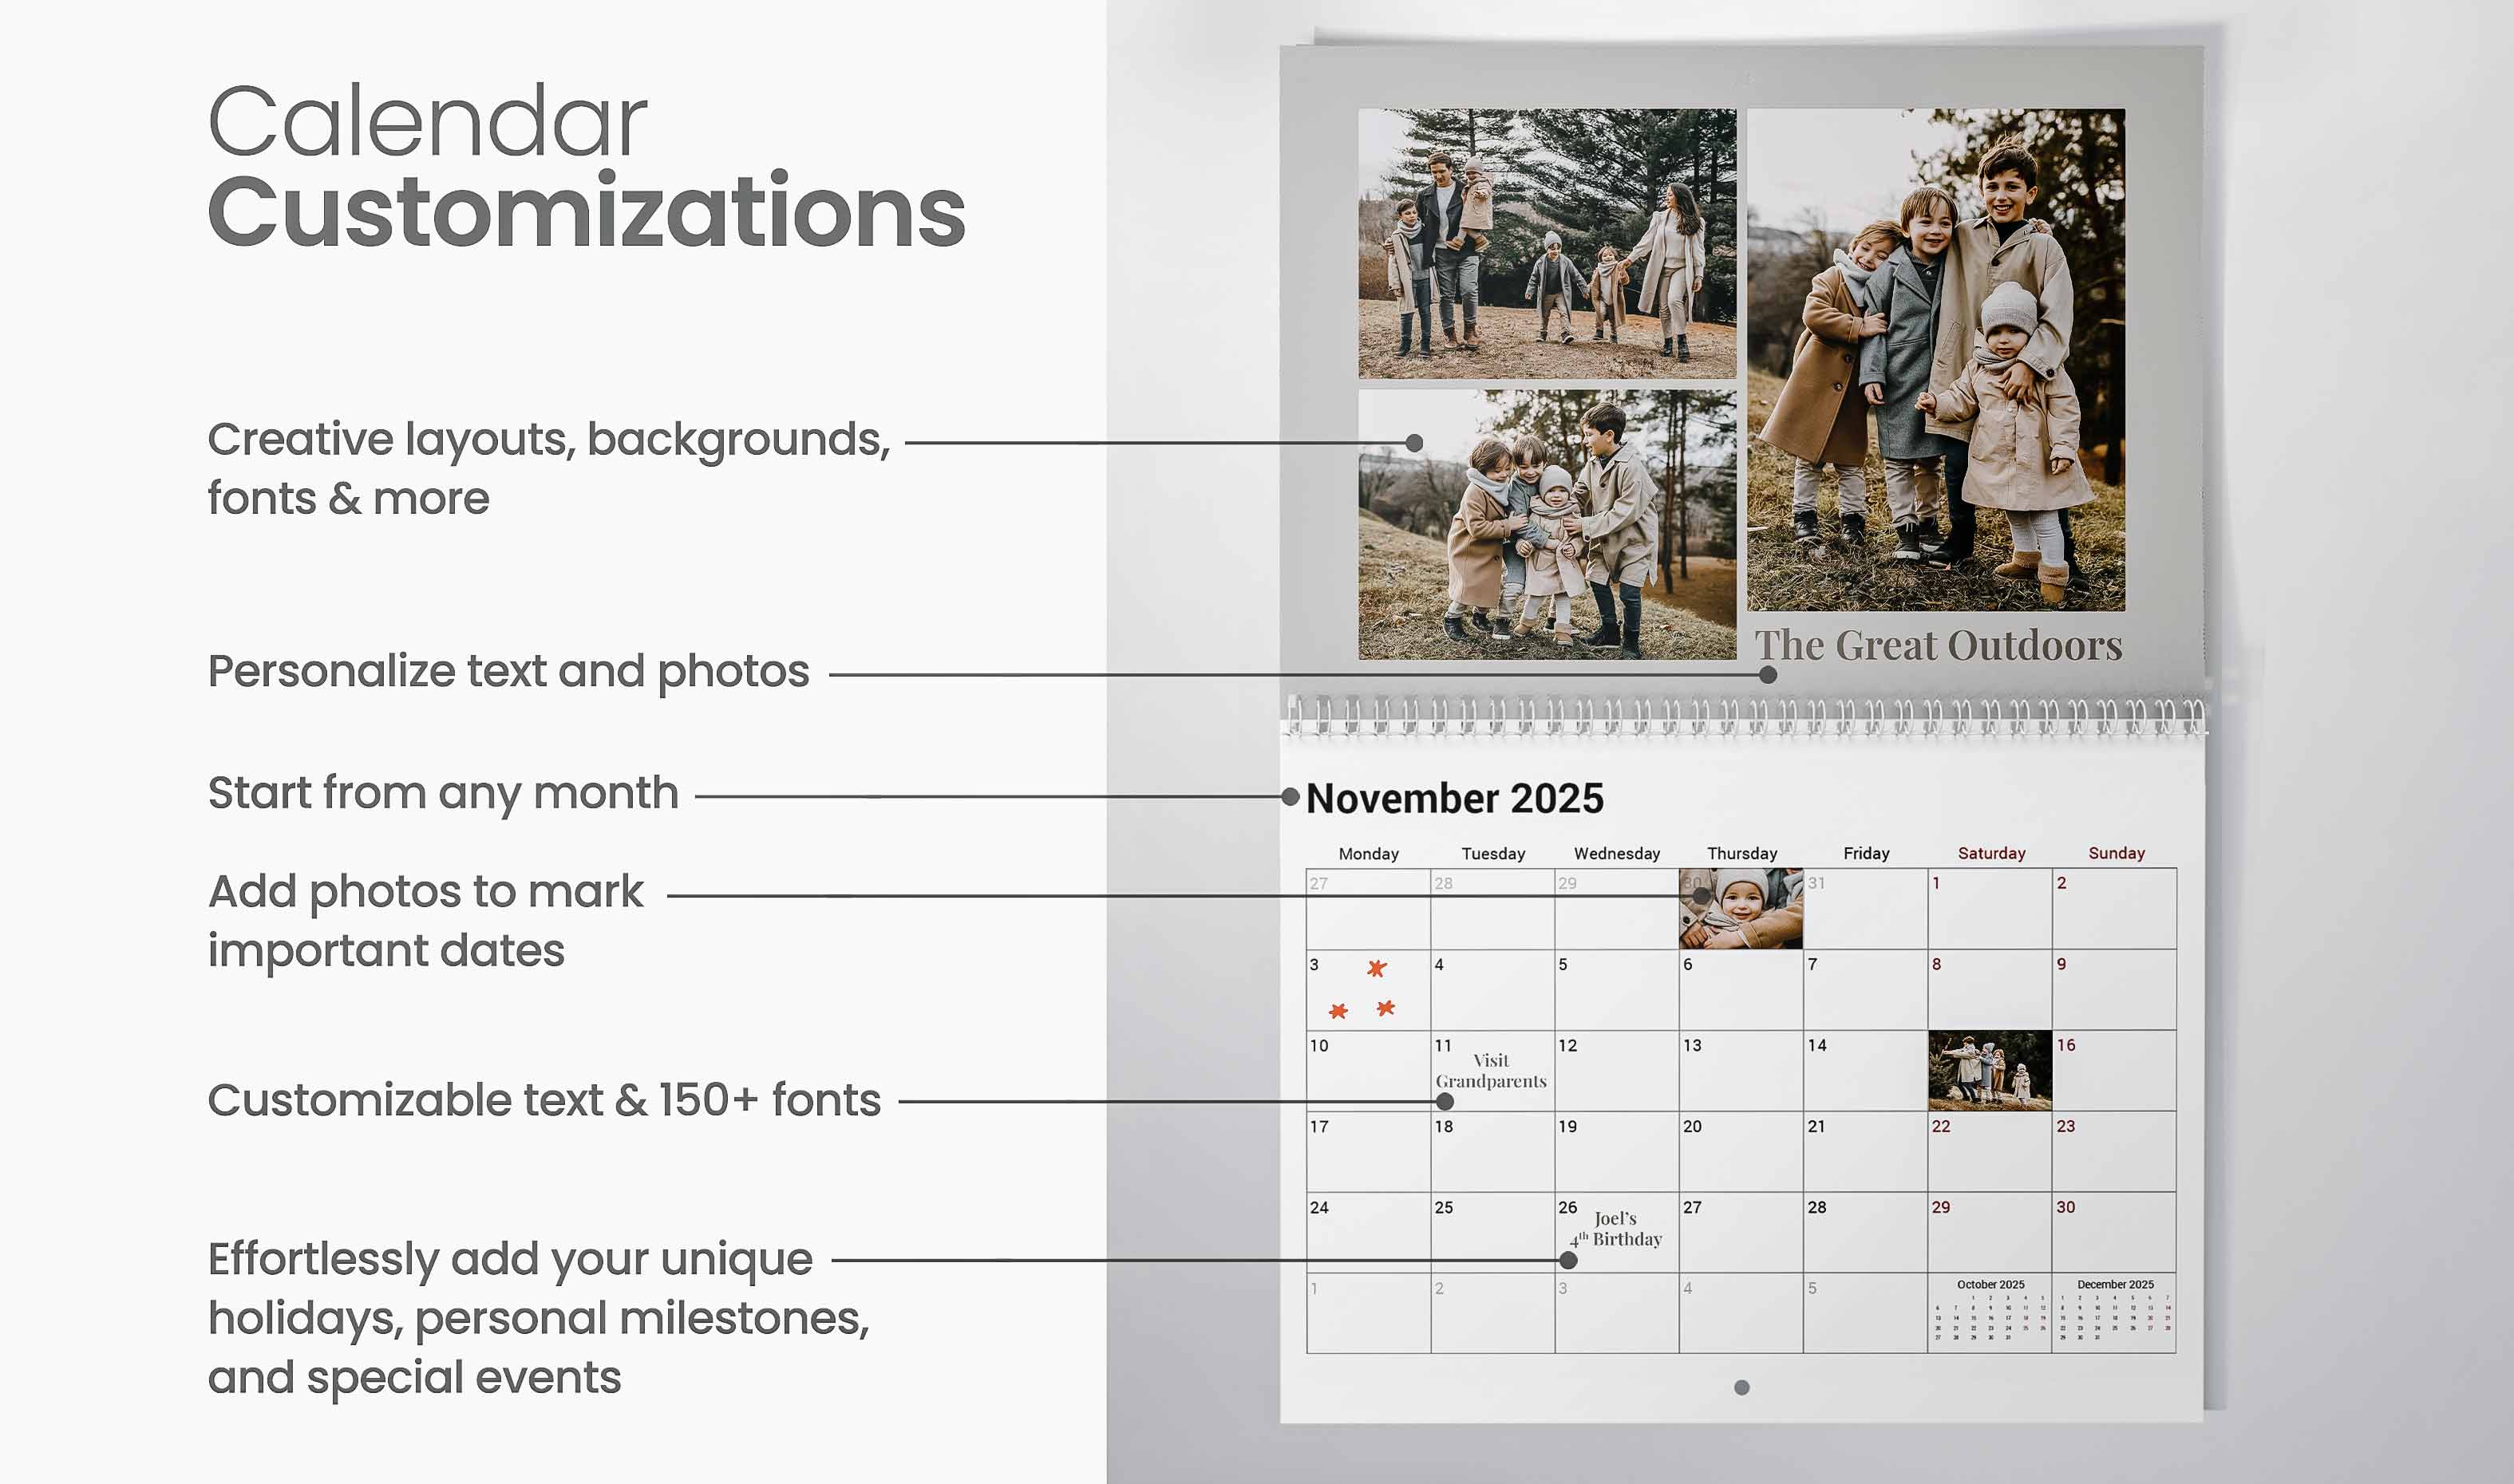 Calendar
Customizations
Creative layouts, backgrounds,
fonts & more
Personalize text and photos
Start from any month
Add photos to mark
important dates
Customizable text & 150+ fonts
Effortlessly add your unique
holidays, personal milestones,
and special events
The Great Outdoors
November 2025
Monday Tuesday Wednesday Thursday Friday Saturday Sunday
27 28 29 30 31 1 2
3 4 5 6 7 8 9
10 11 12 13 14 16
Visit
Grandparents
17 18 19 20 21 22 23
24 25 26 27 28 29 30
Joel's
4th Birthday
1 2 3 4 5
October 2025 December 2025